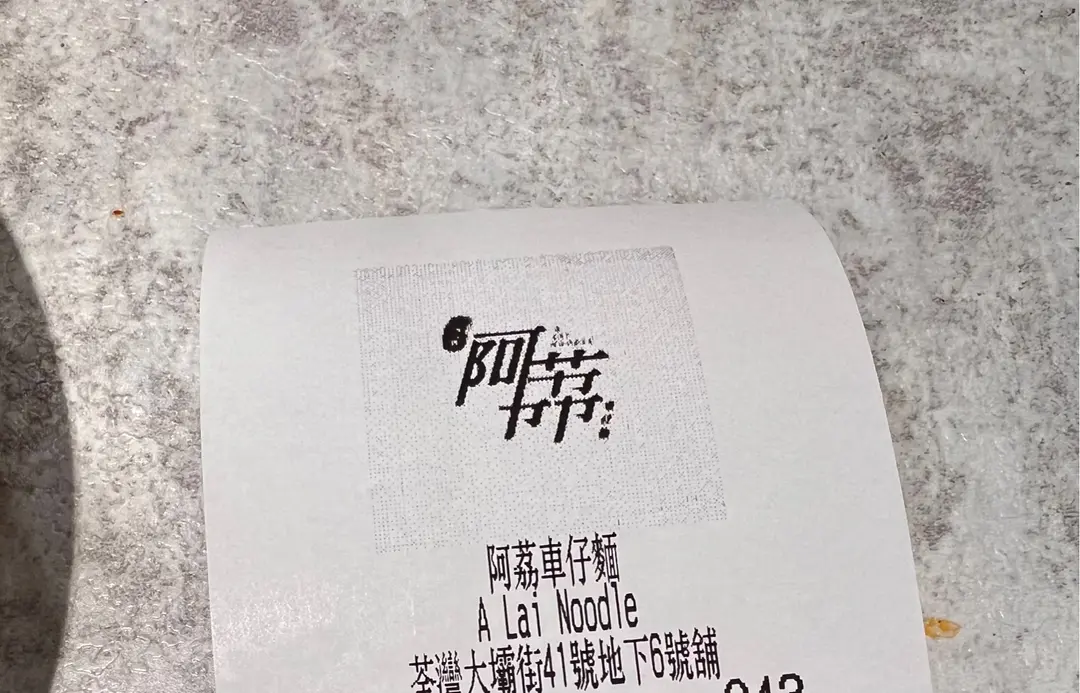 阿荔
阿荔車仔麵
A Lai Noodle
荃灣大壩街41號地下6號舖